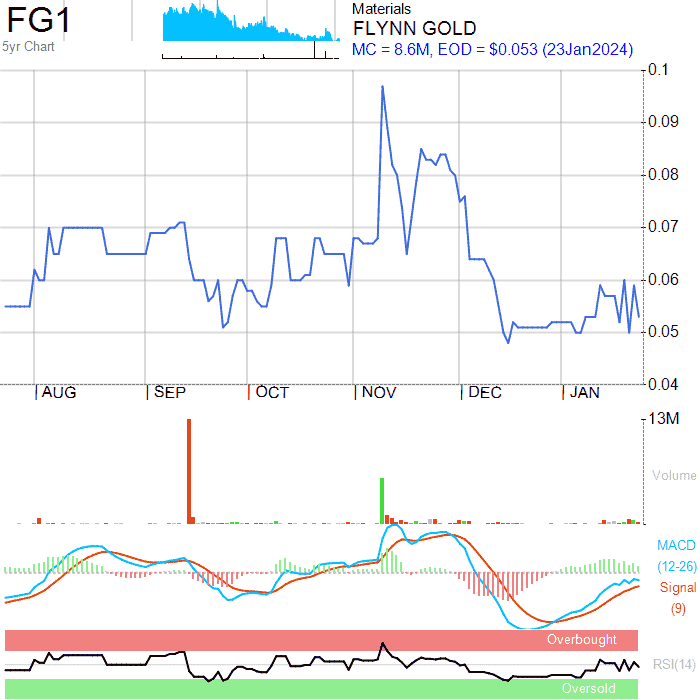 FG1
5yr Chart
Materials
FLYNN GOLD
MC = 8.6M, EOD = $0.053 (23Jan2024)
0.1
0.09
0.08
0.07
0.06
0.05
0.04
AUG SEP OCT NOV DEC JAN
13M
Volume
MACD
(12-26)
Signal
(9)
Overbought
RSI(14)
Oversold